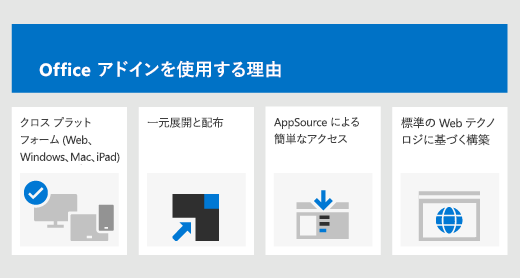 Office アドインを使用する理由
クロス プラット
フォーム (Web、
Windows、Mac、iPad)
一元展開と配布
AppSource による
簡単なアクセス
標準の Web テクノ
ロジに基づく構築